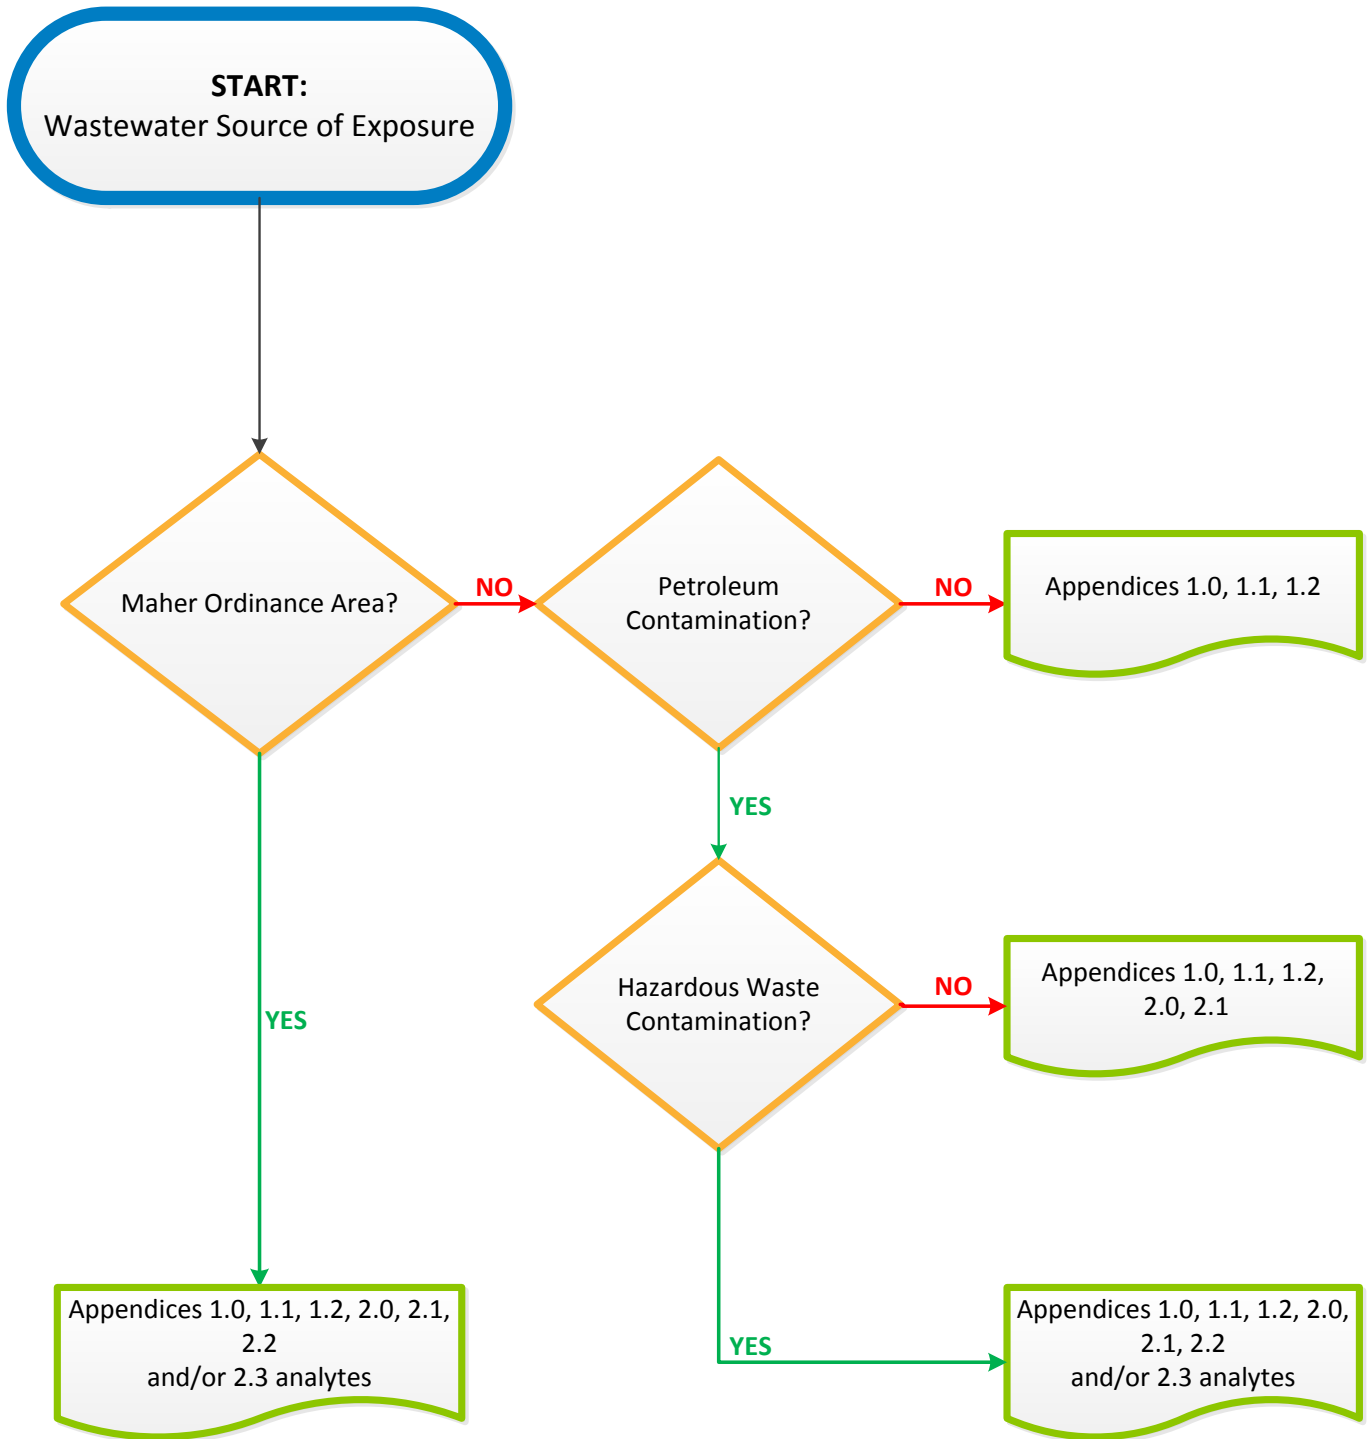 START:
Wastewater Source of Exposure
Maher Ordinance Area?
NO
Petroleum
Contamination?
NO
Appendices 1.0, 1.1, 1.2
YES
Hazardous Waste
Contamination?
NO
Appendices 1.0, 1.1, 1.2,
2.0, 2.1
YES
Appendices 1.0, 1.1, 1.2, 2.0, 2.1,
2.2
and/or 2.3 analytes
YES
Appendices 1.0, 1.1, 1.2, 2.0,
2.1, 2.2
and/or 2.3 analytes